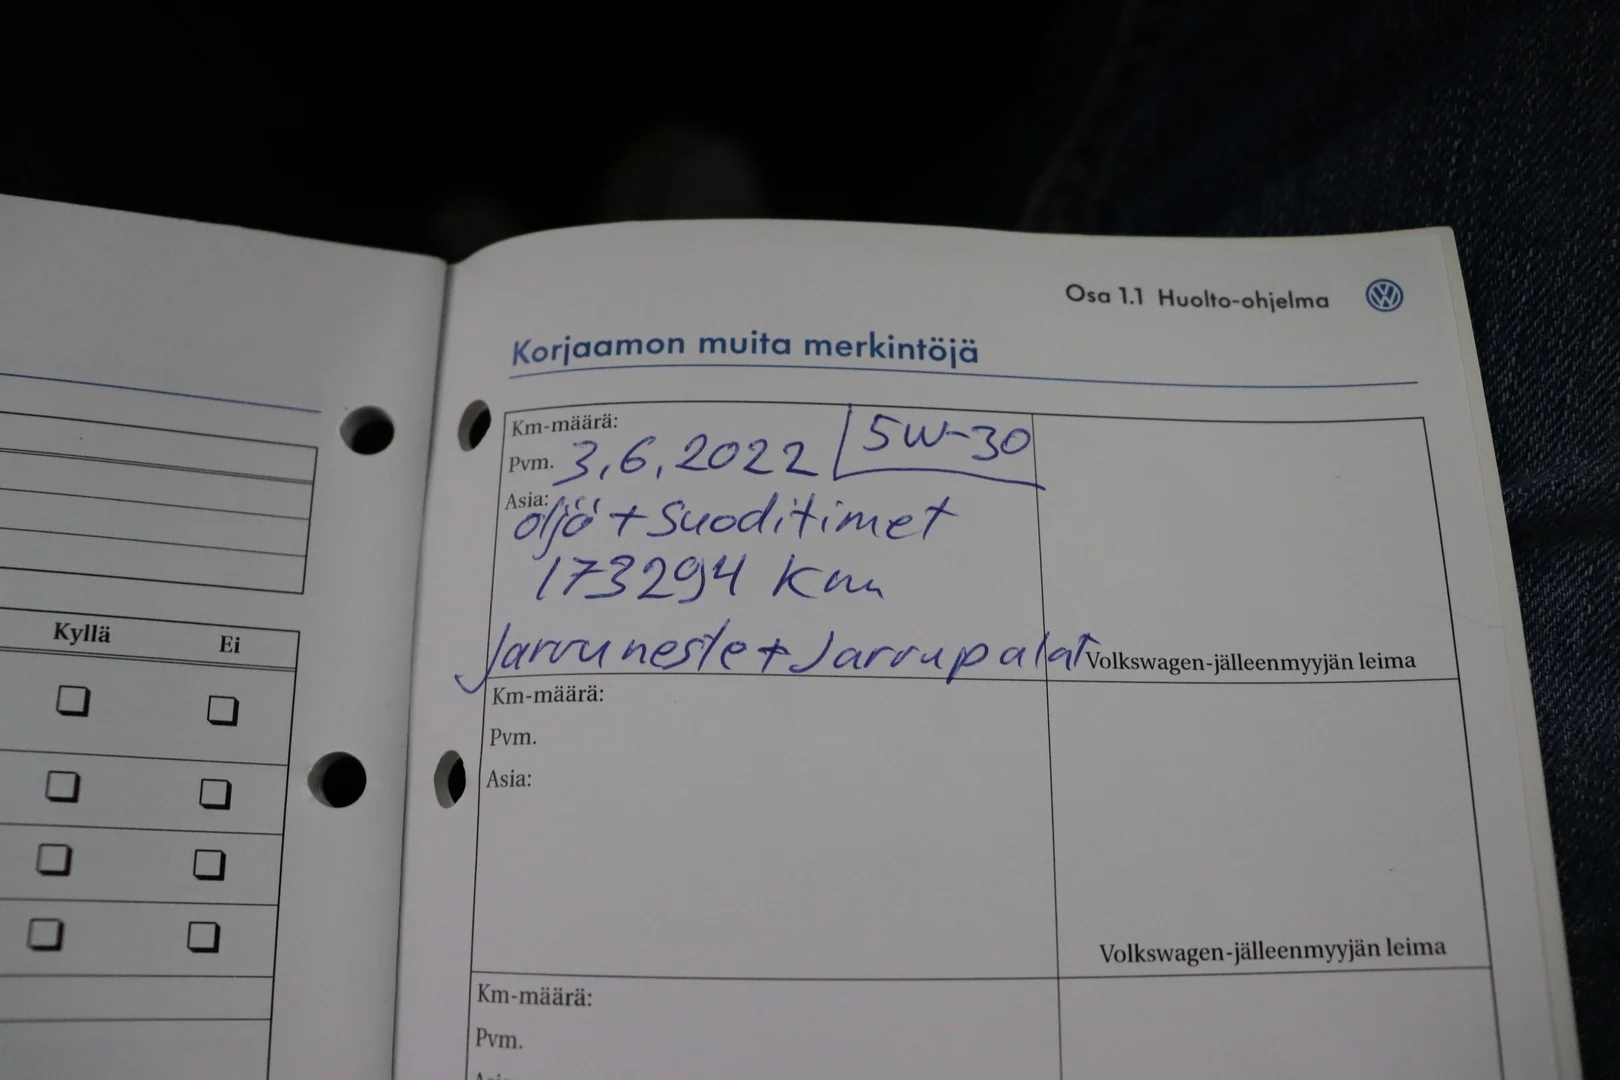 Osa 1.1 Huolto-ohjelma
Korjaamon muita merkintöjä
Km-määrä:
Pvm. 3,6,2022 5W-30
Asia: öljö + Suoditimet
173294 Km
Jarruneste + Jarrupalat
Volkswagen-jälleenmyyjän leima
Km-määrä:
Pvm.
Asia:
Volkswagen-jälleenmyyjän leima
Km-määrä:
Pvm.
Kyllä Ei